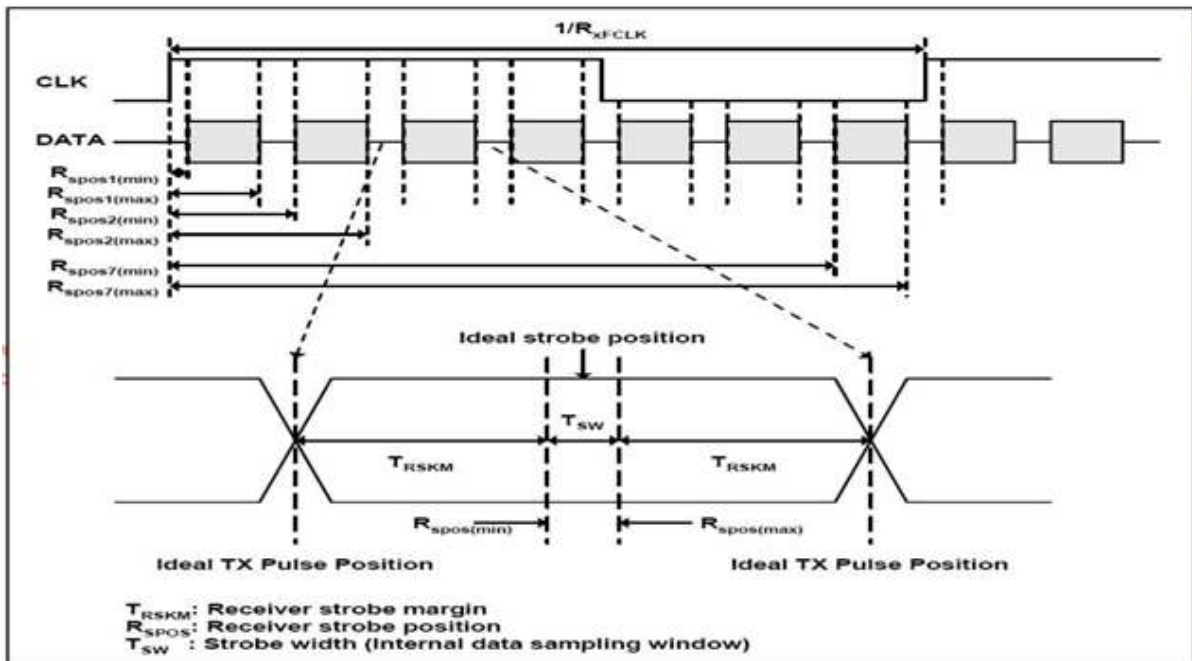 1/RxFCLK
CLK
DATA
Rspos1(min)
Rspos1(max)
Rspos2(min)
Rspos2(max)
Rspos7(min)
Rspos7(max)
Ideal strobe position
TSW
TRSKM TRSKM
Rspos(min) Rspos(max)
Ideal TX Pulse Position Ideal TX Pulse Position
TRSKM: Receiver strobe margin
RSPOS: Receiver strobe position
TSW : Strobe width (Internal data sampling window)